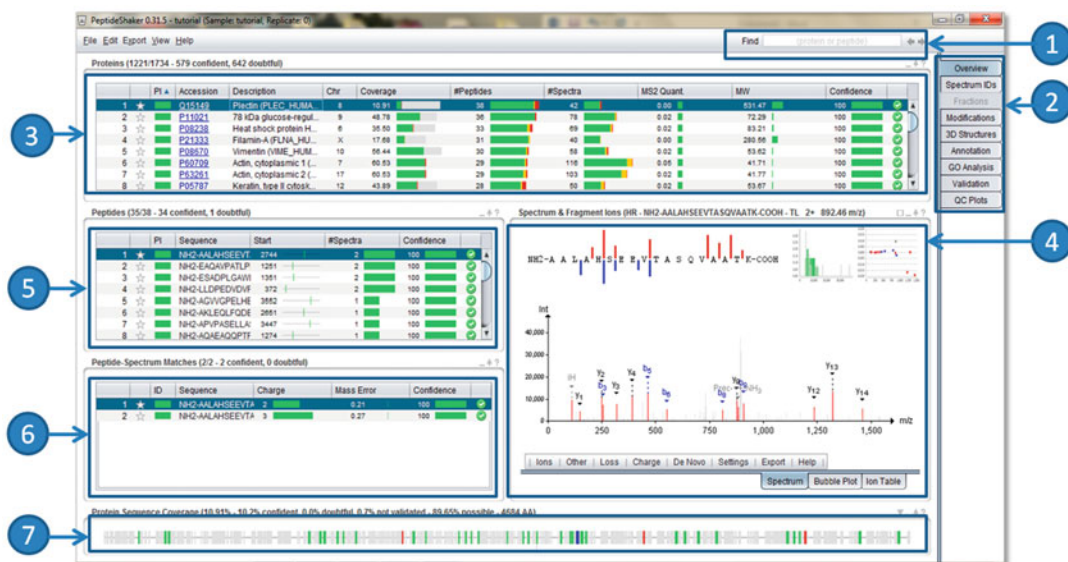 PeptideShaker 0.31.5 - tutorial (Sample: tutorial, Replicate: 0)
File Edit Export View Help
Find (protein or peptide)
1
Proteins (1221/1734 - 579 confident, 642 doubtful)
PI Accession Description Chr Coverage #Peptides #Spectra MS2 Quant. MW Confidence
1 Q15149 Plectin (PLEC_HUMA... 8 10.91 38 42 0.00 531.47 100
2 P11021 78 kDa glucose-regul... 9 48.78 36 78 0.02 72.29 100
3 P08238 Heat shock protein H... 6 35.50 33 69 0.02 83.21 100
4 P21333 Filamin-A (FLNA_HU... X 17.68 31 40 0.00 280.56 100
5 P08670 Vimentin (VIME_HUM... 10 56.44 30 58 0.02 53.62 100
6 P60709 Actin, cytoplasmic 1 (... 7 60.53 29 116 0.05 41.71 100
7 P63261 Actin, cytoplasmic 2 (... 17 60.53 29 103 0.02 41.77 100
8 P05787 Keratin, type II cytosk... 12 43.89 28 50 0.02 53.67 100
3
Overview
Spectrum IDs
Fractions
Modifications
3D Structures
Annotation
GO Analysis
Validation
QC Plots
2
Peptides (35/38 - 34 confident, 1 doubtful)
PI Sequence Start #Spectra Confidence
1 NH2-AALAHSEEVT. 2744 2 100
2 NH2-EAQAVPATLP 1251 2 100
3 NH2-ESADPLGAWI 1351 2 100
4 NH2-LLDPEDVDVF 372 2 100
5 NH2-AGVVGPELHE 3552 1 100
6 NH2-AKLEQLFQDE 2651 1 100
7 NH2-APVPASELLA: 3447 1 100
8 NH2-AQAEAQQPTF 1274 1 100
5
Spectrum & Fragment Ions (HR - NH2-AALAHSEEVTASQVAATK-COOH - TL 2+ 892.46 m/z)
NH2-A A L A H S E E V T A S Q V A A T K-COOH
Int
40,000
30,000
20,000
10,000
0
iH y1 y2 b3 y3 y4 b5 b6 b8 Prec NH3 y12 y13 y14
0 250 500 750 1,000 1,250 1,500 m/z
Ions Other Loss Charge De Novo Settings Export Help
Spectrum Bubble Plot Ion Table
4
Peptide-Spectrum Matches (2/2 - 2 confident, 0 doubtful)
ID Sequence Charge Mass Error Confidence
1 NH2-AALAHSEEVTA 2 0.21 100
2 NH2-AALAHSEEVTA 3 0.27 100
6
Protein Sequence Coverage (10.91% - 10.2% confident, 0.0% doubtful, 0.7% not validated - 89.65% possible - 4684 AA)
7